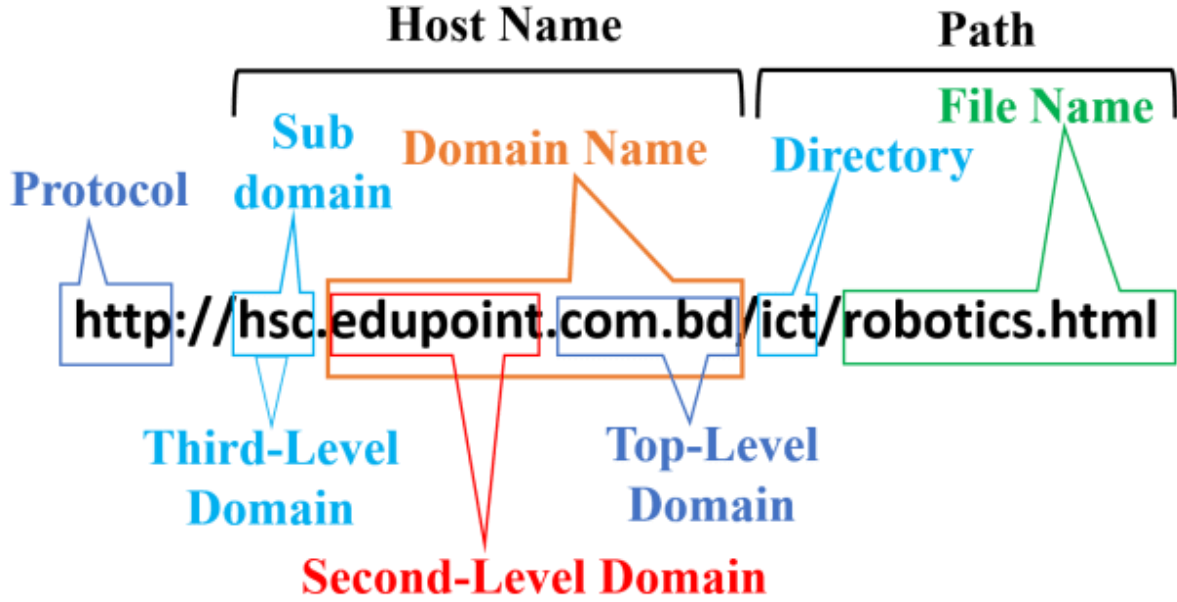 Host Name
Path
File Name
Sub
domain
Domain Name
Directory
Protocol
http://hsc.edupoint.com.bd/ict/robotics.html
Third-Level
Domain
Top-Level
Domain
Second-Level Domain